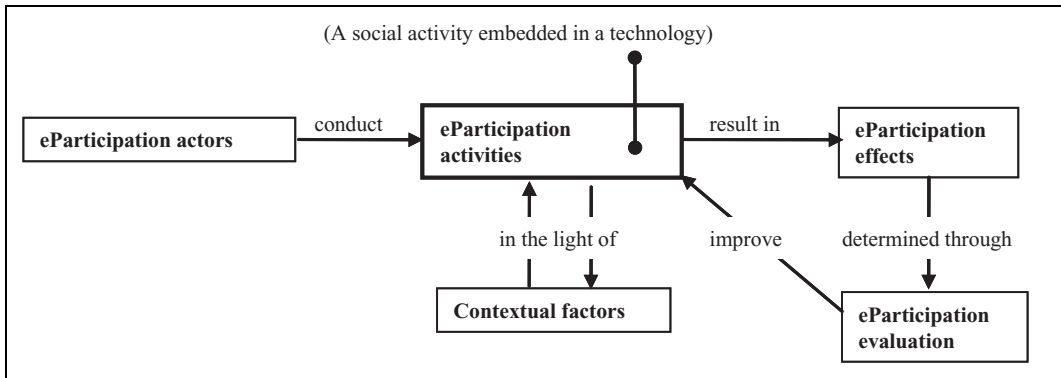 (A social activity embedded in a technology)
eParticipation actors
conduct
eParticipation
activities
result in
eParticipation
effects
in the light of
improve
determined through
Contextual factors
eParticipation
evaluation